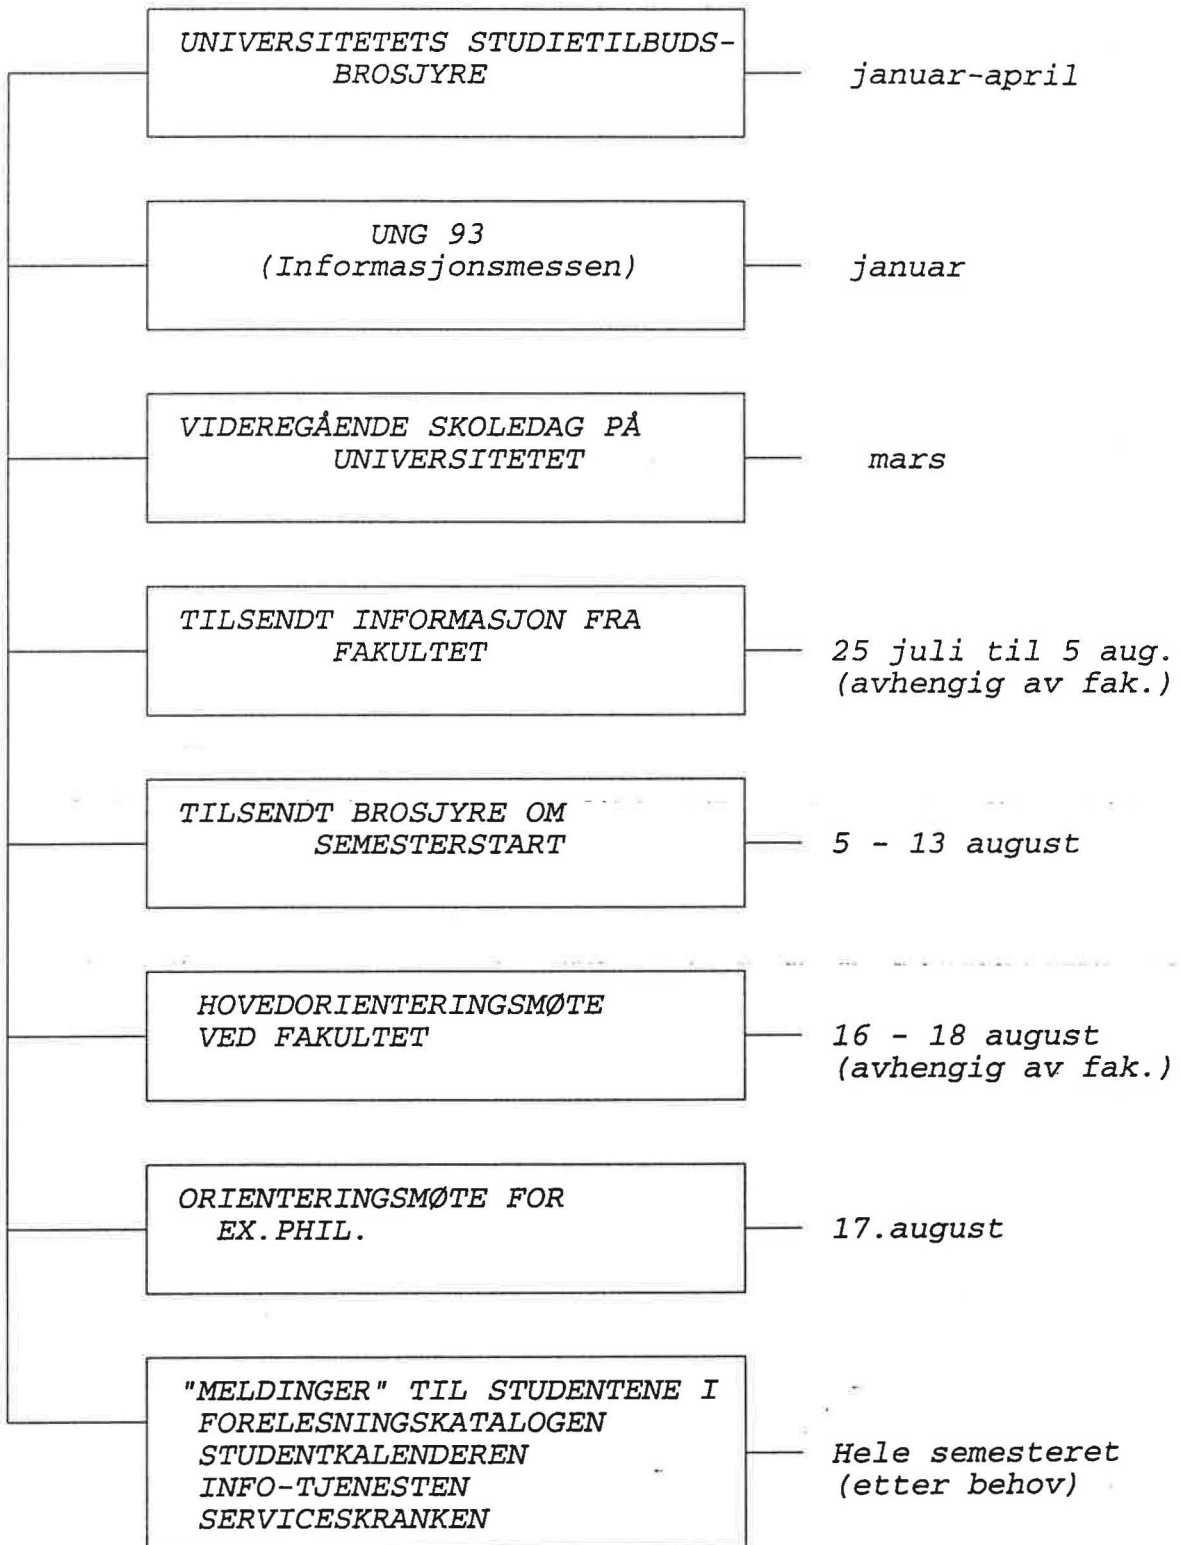 UNIVERSITETETS STUDIETILBUDS-
BROSJYRE
januar-april
UNG 93
(Informasjonsmessen)
januar
VIDEREGÅENDE SKOLEDAG PÅ
UNIVERSITETET
mars
TILSENDT INFORMASJON FRA
FAKULTET
25 juli til 5 aug.
(avhengig av fak.)
TILSENDT BROSJYRE OM
SEMESTERSTART
5 - 13 august
HOVEDORIENTERINGSMØTE
VED FAKULTET
16 - 18 august
(avhengig av fak.)
ORIENTERINGSMØTE FOR
EX.PHIL.
17.august
"MELDINGER" TIL STUDENTENE I
FORELESNINGSKATALOGEN
STUDENTKALENDEREN
INFO-TJENESTEN
SERVICESKRANKEN
Hele semesteret
(etter behov)